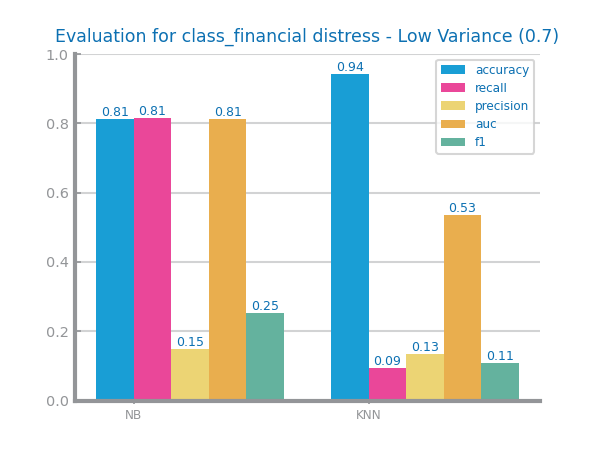 Evaluation for class_financial distress - Low Variance (0.7)
1.0
0.8
0.6
0.4
0.2
0.0
0.81
0.81
0.15
0.81
0.25
0.94
0.09
0.13
0.53
0.11
accuracy
recall
precision
auc
f1
NB
KNN